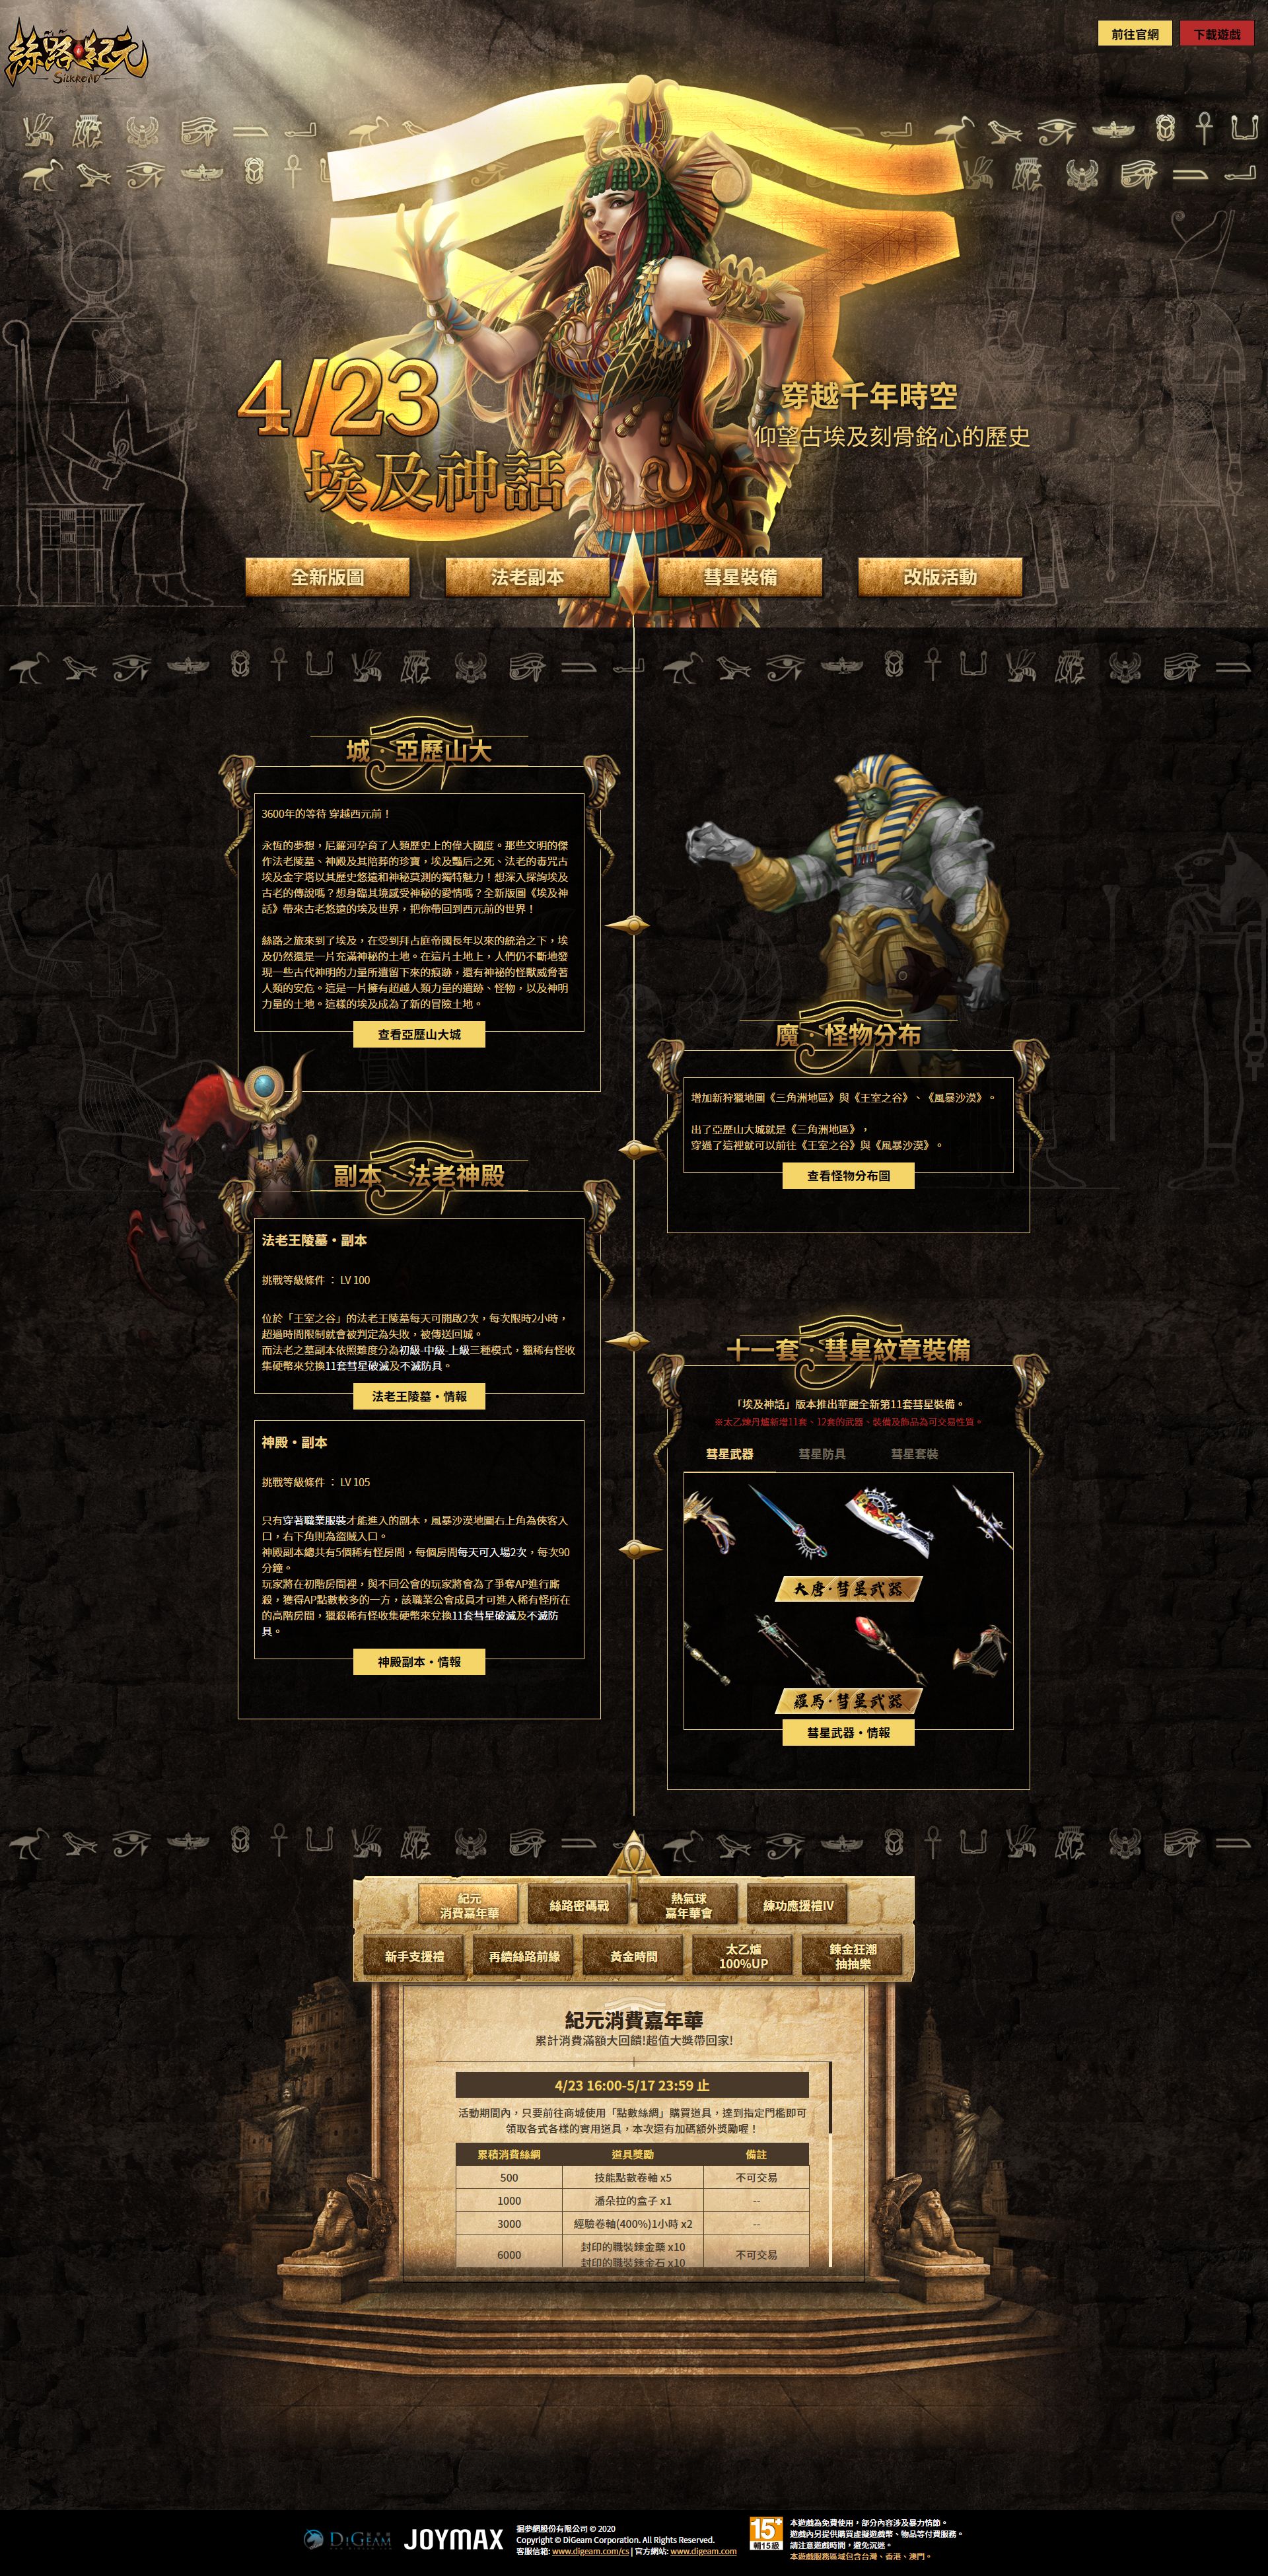 絲路紀元
SILKROAD
前往官網
下載遊戲
4/23
埃及神話
穿越千年時空
仰望古埃及刻骨銘心的歷史
全新版圖
法老副本
彗星裝備
改版活動
城‧亞歷山大
3600年的等待 穿越西元前！
永恆的夢想，尼羅河孕育了人類歷史上的偉大國度。那些文明的傑
作法老陵墓、神殿及其陪葬的珍寶，埃及豔后之死、法老的毒咒古
埃及金字塔以其歷史悠遠和神秘莫測的獨特魅力！想深入探詢埃及
古老的傳說嗎？想身臨其境感受神秘的愛情嗎？全新版圖《埃及神
話》帶來古老悠遠的埃及世界，把你帶回到西元前的世界！
絲路之旅來到了埃及，在受到拜占庭帝國長年以來的統治之下，埃
及仍然還是一片充滿神秘的土地。在這片土地上，人們仍不斷地發
現一些古代神明的力量所遺留下來的痕跡，還有神祕的怪獸威脅著
人類的安危。這是一片擁有超越人類力量的遺跡、怪物，以及神明
力量的土地。這樣的埃及成為了新的冒險土地。
查看亞歷山大城
魔‧怪物分布
增加新狩獵地圖《三角洲地區》與《王室之谷》、《風暴沙漠》。
出了亞歷山大城就是《三角洲地區》，
穿過了這裡就可以前往《王室之谷》與《風暴沙漠》。
查看怪物分布圖
副本‧法老神殿
法老王陵墓‧副本
挑戰等級條件 ： LV 100
位於「王室之谷」的法老王陵墓每天可開啟2次，每次限時2小時，
超過時間限制就會被判定為失敗，被傳送回城。
而法老之墓副本依照難度分為初級-中級-上級三種模式，獵稀有怪收
集硬幣來兌換11套彗星破滅及不滅防具。
法老王陵墓‧情報
神殿‧副本
挑戰等級條件 ： LV 105
只有穿著職業服裝才能進入的副本，風暴沙漠地圖右上角為俠客入
口，右下角則為盜賊入口。
神殿副本總共有5個稀有怪房間，每個房間每天可入場2次，每次90
分鐘。
玩家將在初階房間裡，與不同公會的玩家將會為了爭奪AP進行廝
殺，獲得AP點數較多的一方，該職業公會成員才可進入稀有怪所在
的高階房間，獵殺稀有怪收集硬幣來兌換11套彗星破滅及不滅防
具。
神殿副本‧情報
十一套‧彗星紋章裝備
「埃及神話」版本推出華麗全新第11套彗星裝備。
※太乙煉丹爐新增11套、12套的武器、裝備及飾品為可交易性質。
彗星武器
彗星防具
彗星套裝
大唐‧彗星武器
羅馬‧彗星武器
彗星武器‧情報
紀元
消費嘉年華
絲路密碼戰
熱氣球
嘉年華會
練功應援禮IV
新手支援禮
再續絲路前緣
黃金時間
太乙爐
100%UP
鍊金狂潮
抽抽樂
紀元消費嘉年華
累計消費滿額大回饋!超值大獎帶回家!
4/23 16:00-5/17 23:59 止
活動期間內，只要前往商城使用「點數絲綢」購買道具，達到指定門檻即可
領取各式各樣的實用道具，本次還有加碼額外獎勵喔！
累積消費絲綢 道具獎勵 備註
500 技能點數卷軸 x5 不可交易
1000 潘朵拉的盒子 x1 --
3000 經驗卷軸(400%)1小時 x2 --
6000 封印的職裝鍊金藥 x10 不可交易
封印的職裝鍊金石 x10
DiGeam
JOYMAX
掘夢網股份有限公司 © 2020
Copyright © DiGeam Corporation. All Rights Reserved.
客服信箱: www.digeam.com/cs | 官方網站: www.digeam.com
15+
輔15級
本遊戲為免費使用，部分內容涉及暴力情節。
遊戲內另提供購買虛擬遊戲幣、物品等付費服務。
請注意遊戲時間，避免沉迷。
本遊戲服務區域包含台灣、香港、澳門。